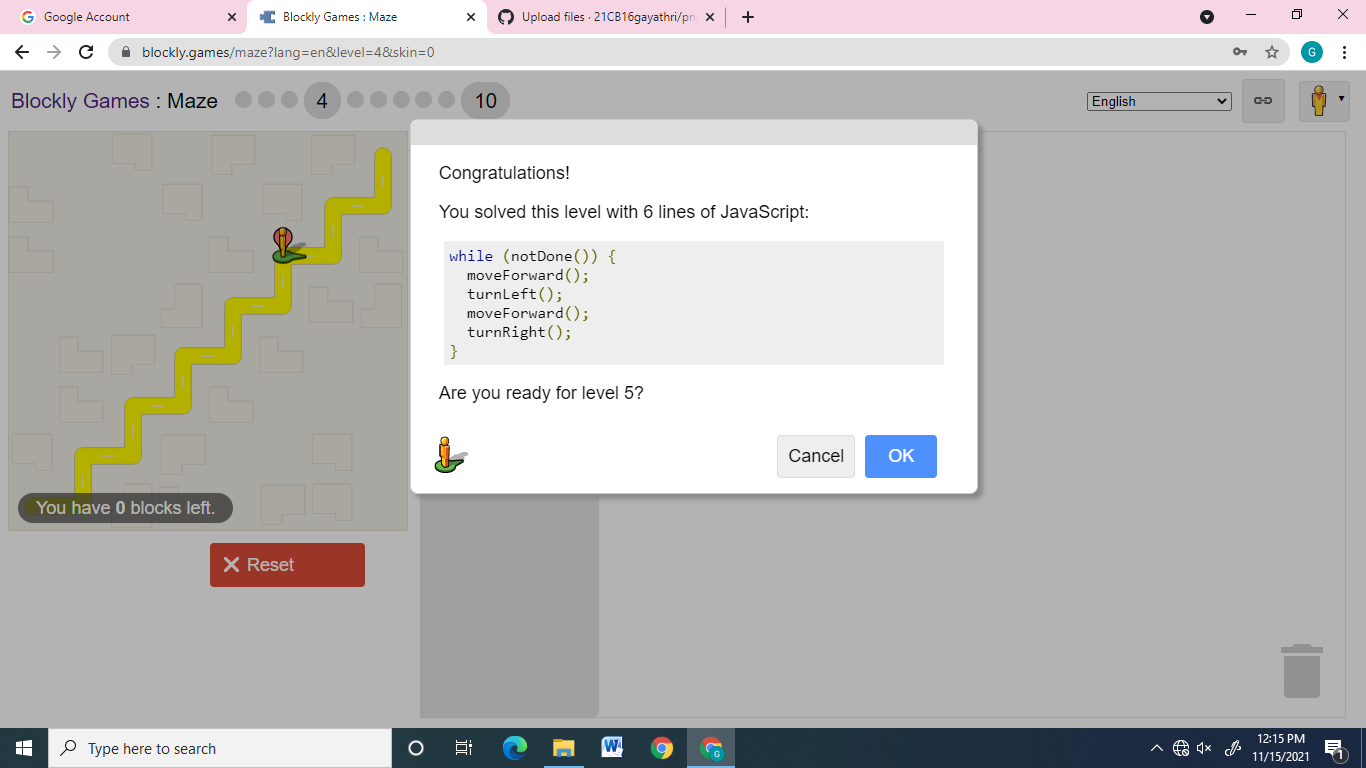 Google Account
Blockly Games : Maze
Upload files · 21CB16gayathri/pr
blockly.games/maze?lang=en&level=4&skin=0
G
Blockly Games : Maze
4
10
English
Congratulations!
You solved this level with 6 lines of JavaScript:
while (notDone()) {
moveForward();
turnLeft();
moveForward();
turnRight();
}
Are you ready for level 5?
Cancel
OK
You have 0 blocks left.
Reset
Type here to search
12:15 PM
11/15/2021
1